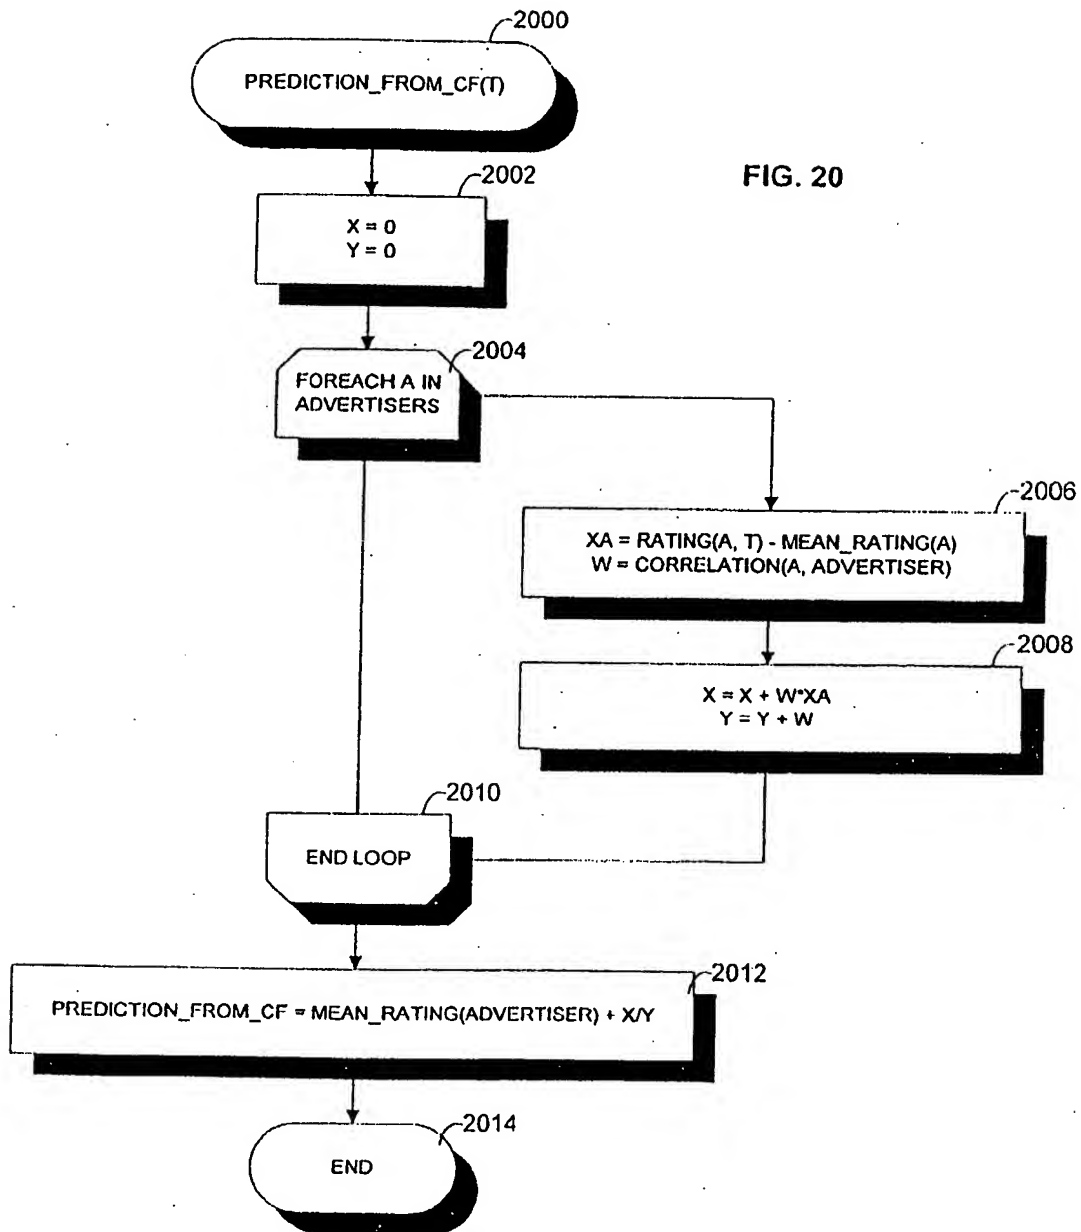 2000
PREDICTION_FROM_CF(T)
FIG. 20
2002
X = 0
Y = 0
2004
FOREACH A IN
ADVERTISERS
2006
XA = RATING(A, T) - MEAN_RATING(A)
W = CORRELATION(A, ADVERTISER)
2008
X = X + W*XA
Y = Y + W
2010
END LOOP
2012
PREDICTION_FROM_CF = MEAN_RATING(ADVERTISER) + X/Y
2014
END